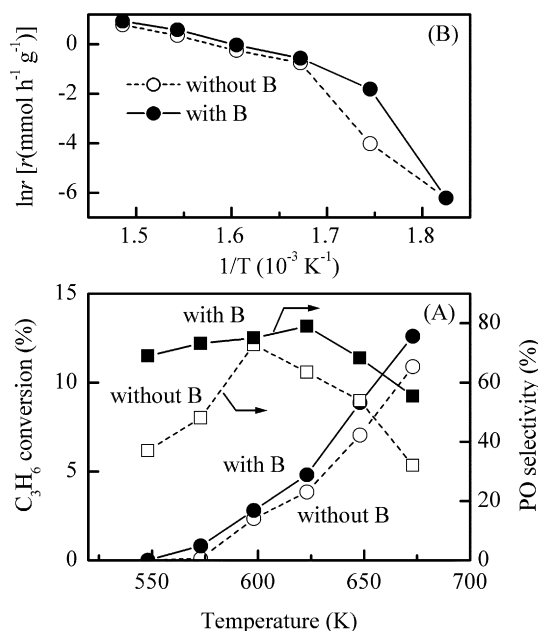 (B)
0
-2
-4
-6
lnr [r(mmol h⁻¹ g⁻¹)]
without B
with B
1.5 1.6 1.7 1.8
1/T (10⁻³ K⁻¹)
(A)
15
10
5
0
C₃H₆ conversion (%)
80
60
40
20
0
PO selectivity (%)
with B
without B
with B
without B
550 600 650 700
Temperature (K)